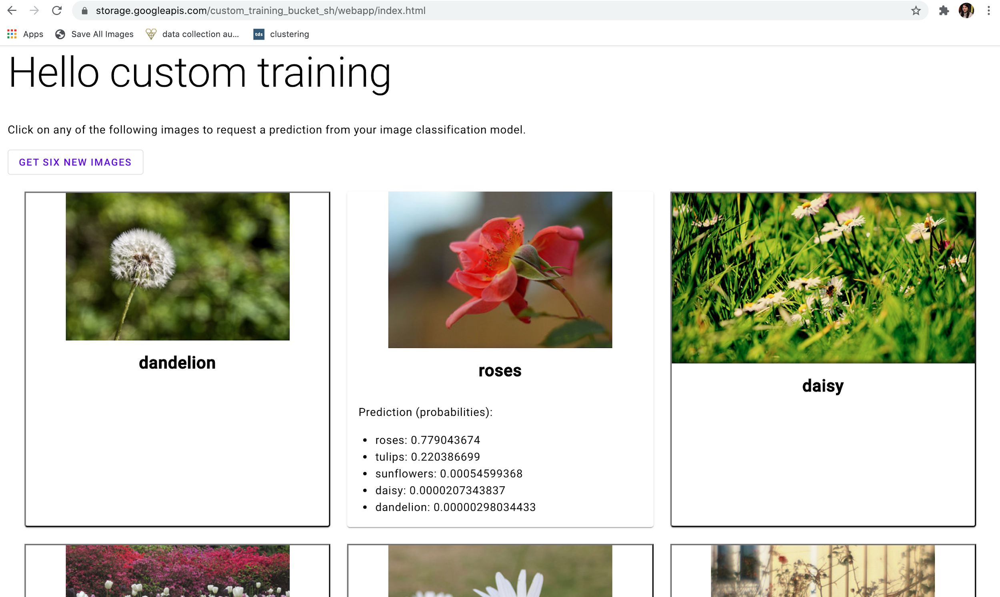 storage.googleapis.com/custom_training_bucket_sh/webapp/index.html
Apps
Save All Images
data collection au...
tds
clustering
Hello custom training
Click on any of the following images to request a prediction from your image classification model.
GET SIX NEW IMAGES
dandelion
roses
daisy
Prediction (probabilities):
• roses: 0.779043674
• tulips: 0.220386699
• sunflowers: 0.00054599368
• daisy: 0.0000207343837
• dandelion: 0.00000298034433